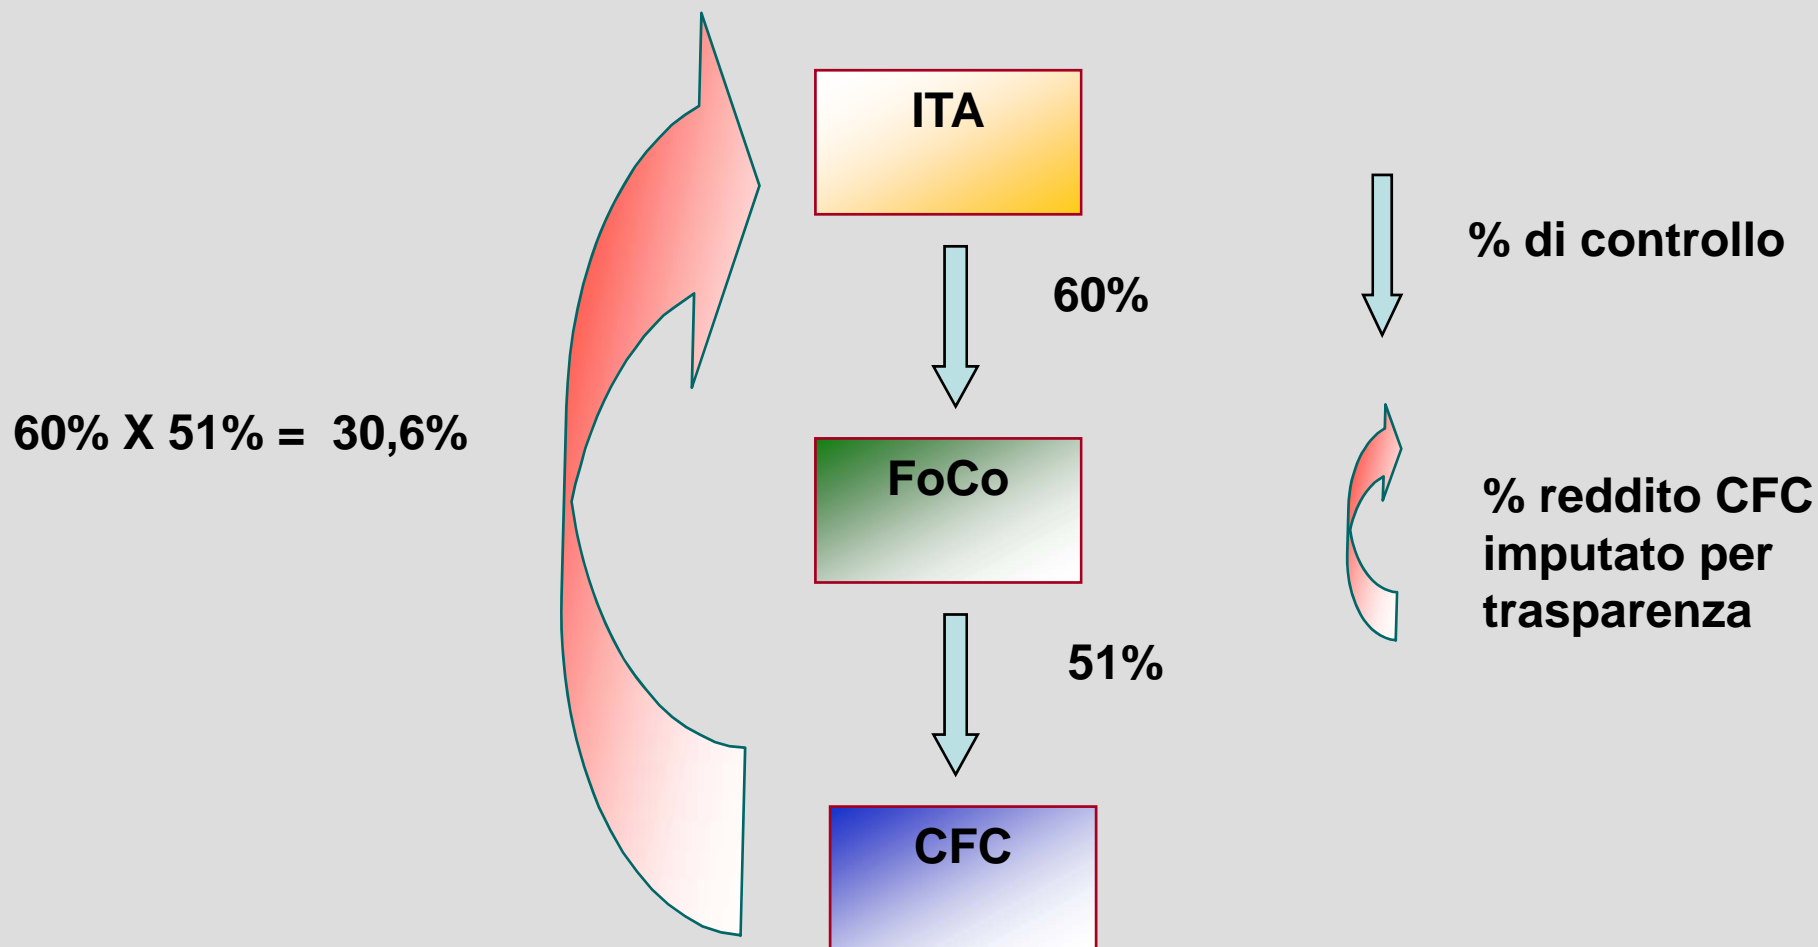 ITA
% di controllo
60%
60% X 51% = 30,6%
FoCo
% reddito CFC
imputato per
trasparenza
51%
CFC